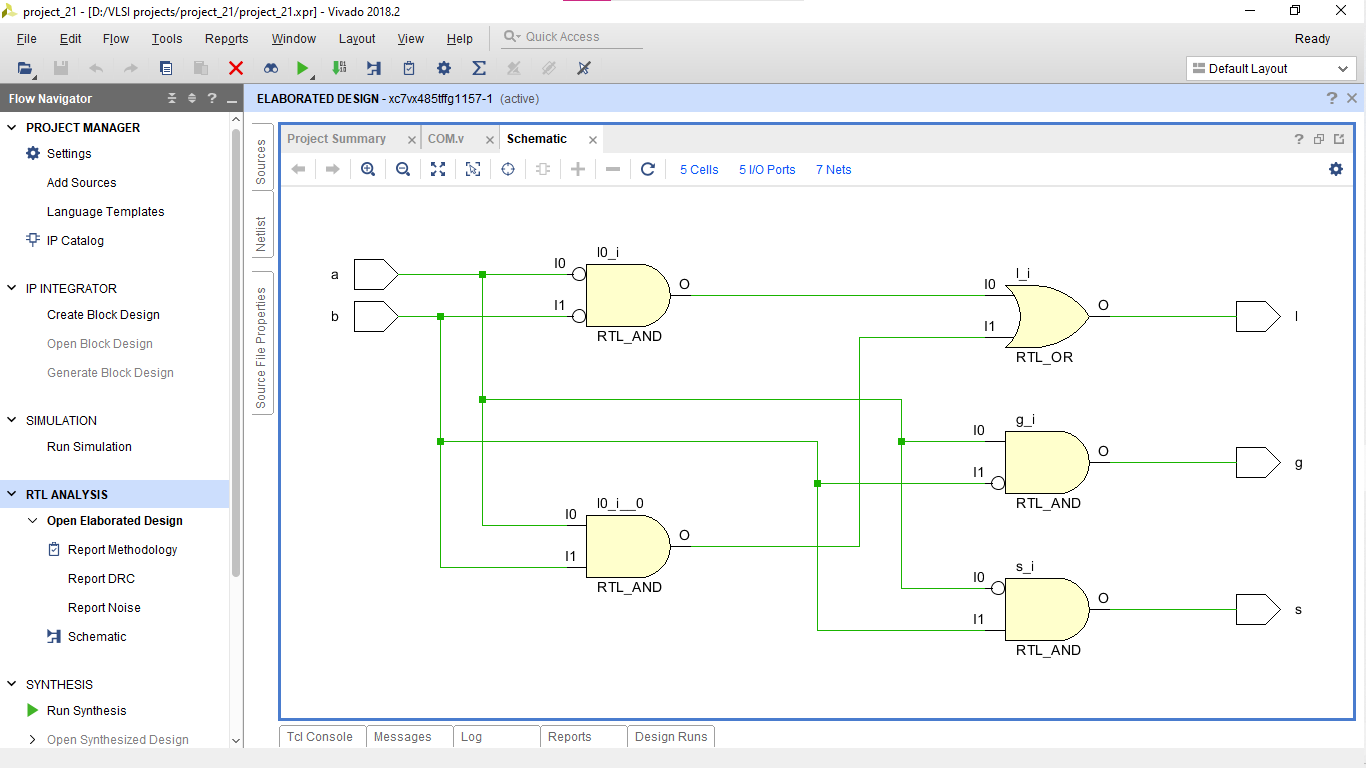 project_21 - [D:/VLSI projects/project_21/project_21.xpr] - Vivado 2018.2
File Edit Flow Tools Reports Window Layout View Help Quick Access Ready
Default Layout
Flow Navigator
ELABORATED DESIGN - xc7vx485tffg1157-1 (active)
PROJECT MANAGER
Settings
Add Sources
Language Templates
IP Catalog
IP INTEGRATOR
Create Block Design
Open Block Design
Generate Block Design
SIMULATION
Run Simulation
RTL ANALYSIS
Open Elaborated Design
Report Methodology
Report DRC
Report Noise
Schematic
SYNTHESIS
Run Synthesis
Open Synthesized Design
Sources
Netlist
Source File Properties
Project Summary COM.v Schematic
5 Cells 5 I/O Ports 7 Nets
a
b
l0_i
I0
I1
O
RTL_AND
l_i
I0
I1
O
RTL_OR
l
g_i
I0
I1
O
RTL_AND
g
l0_i__0
I0
I1
O
RTL_AND
s_i
I0
I1
O
RTL_AND
s
Tcl Console Messages Log Reports Design Runs